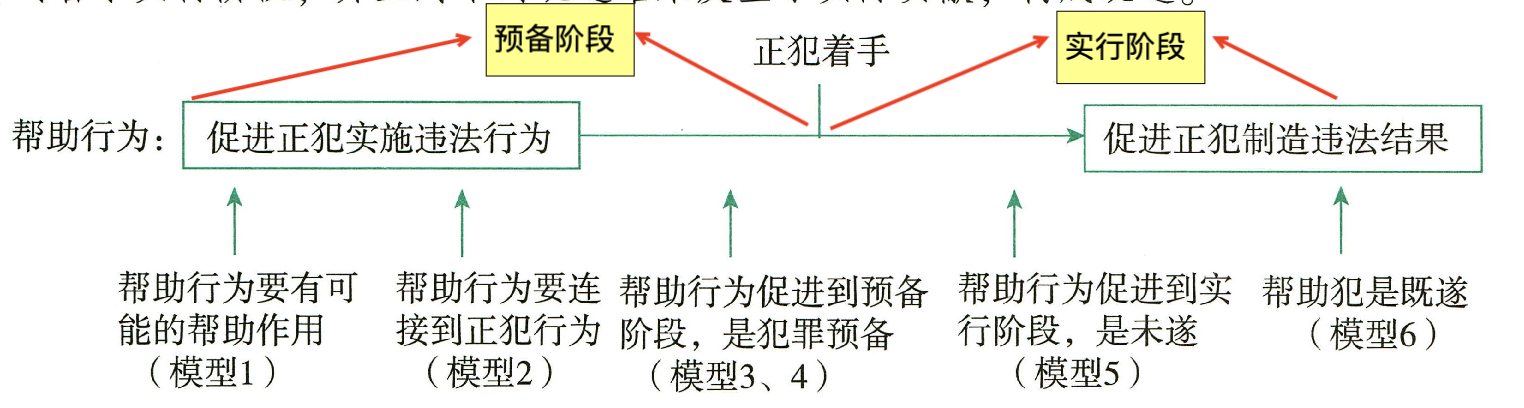 预备阶段
正犯着手
实行阶段
帮助行为：
促进正犯实施违法行为
促进正犯制造违法结果
帮助行为要有可
能的帮助作用
（模型1）
帮助行为要连
接到正犯行为
（模型2）
帮助行为促进到预备
阶段，是犯罪预备
（模型3、4）
帮助行为促进到实
行阶段，是未遂
（模型5）
帮助犯是既遂
（模型6）